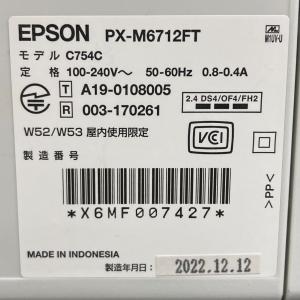 EPSON PX-M6712FT
M1UV-U
モデル C754C
定格 100-240V～ 50-60Hz 0.8-0.4A
T A19-0108005
R 003-170261
2.4 DS4/OF4/FH2
W52/W53 屋内使用限定
VCCI
製造番号
*X6MF007427*
>PP<
MADE IN INDONESIA
製造年月日: 2022.12.12